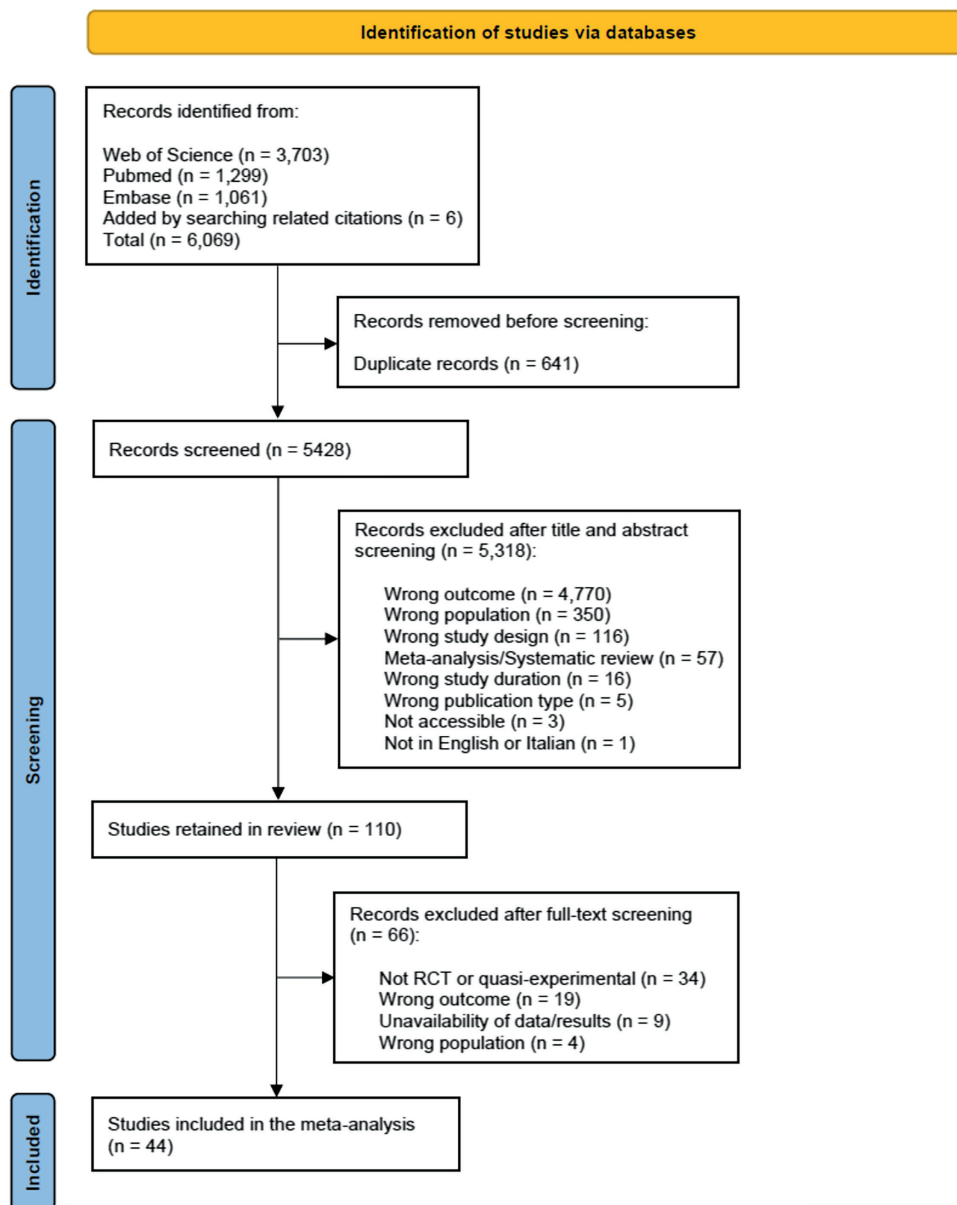 Identification of studies via databases
Identification
Records identified from:
Web of Science (n = 3,703)
Pubmed (n = 1,299)
Embase (n = 1,061)
Added by searching related citations (n = 6)
Total (n = 6,069)
Records removed before screening:
Duplicate records (n = 641)
Screening
Records screened (n = 5428)
Records excluded after title and abstract
screening (n = 5,318):
Wrong outcome (n = 4,770)
Wrong population (n = 350)
Wrong study design (n = 116)
Meta-analysis/Systematic review (n = 57)
Wrong study duration (n = 16)
Wrong publication type (n = 5)
Not accessible (n = 3)
Not in English or Italian (n = 1)
Studies retained in review (n = 110)
Records excluded after full-text screening
(n = 66):
Not RCT or quasi-experimental (n = 34)
Wrong outcome (n = 19)
Unavailability of data/results (n = 9)
Wrong population (n = 4)
Included
Studies included in the meta-analysis
(n = 44)